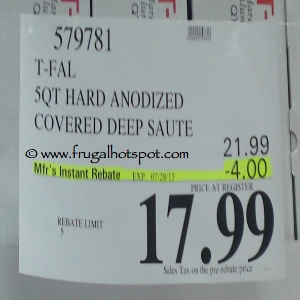 579781
T-FAL
5QT HARD ANODIZED
COVERED DEEP SAUTE
www.frugalhotspot.com
21.99
Mfr's Instant Rebate EXP. 07/28/13 -4.00
PRICE AT REGISTER
REBATE LIMIT
5
17.99
Sales Tax on the pre-rebate price